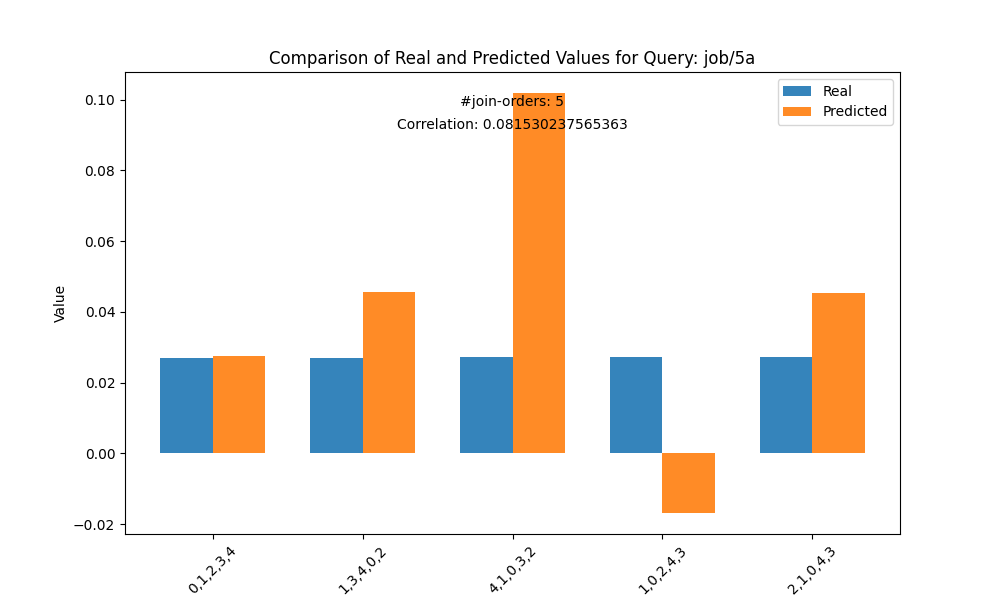 Comparison of Real and Predicted Values for Query: job/5a
#join-orders: 5
Correlation: 0.081530237565363
Real
Predicted
Value
0.10
0.08
0.06
0.04
0.02
0.00
−0.02
0,1,2,3,4
1,3,4,0,2
4,1,0,3,2
1,0,2,4,3
2,1,0,4,3